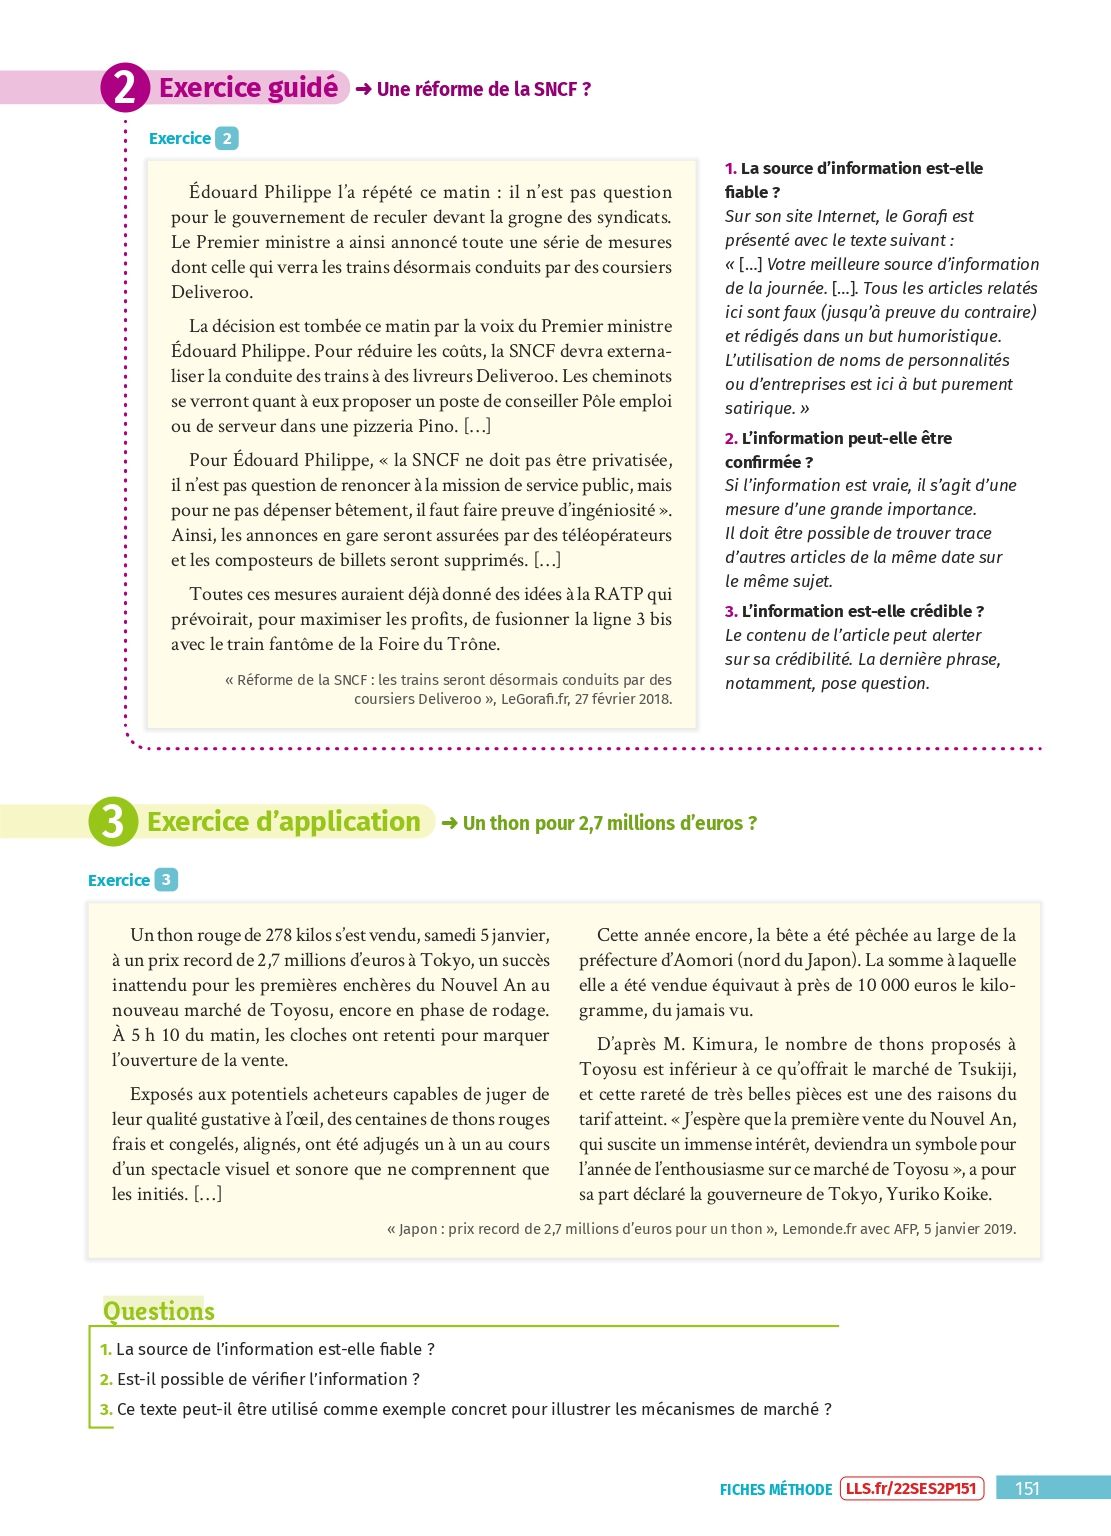 2 Exercice guidé ➜ Une réforme de la SNCF ?
Exercice 2
Édouard Philippe l’a répété ce matin : il n’est pas question
pour le gouvernement de reculer devant la grogne des syndicats.
Le Premier ministre a ainsi annoncé toute une série de mesures
dont celle qui verra les trains désormais conduits par des coursiers
Deliveroo.
La décision est tombée ce matin par la voix du Premier ministre
Édouard Philippe. Pour réduire les coûts, la SNCF devra externa-
liser la conduite des trains à des livreurs Deliveroo. Les cheminots
se verront quant à eux proposer un poste de conseiller Pôle emploi
ou de serveur dans une pizzeria Pino. […]
Pour Édouard Philippe, « la SNCF ne doit pas être privatisée,
il n’est pas question de renoncer à la mission de service public, mais
pour ne pas dépenser bêtement, il faut faire preuve d’ingéniosité ».
Ainsi, les annonces en gare seront assurées par des téléopérateurs
et les composteurs de billets seront supprimés. […]
Toutes ces mesures auraient déjà donné des idées à la RATP qui
prévoirait, pour maximiser les profits, de fusionner la ligne 3 bis
avec le train fantôme de la Foire du Trône.
« Réforme de la SNCF : les trains seront désormais conduits par des
coursiers Deliveroo », LeGorafi.fr, 27 février 2018.
1. La source d’information est-elle
fiable ?
Sur son site Internet, le Gorafi est
présenté avec le texte suivant :
« […] Votre meilleure source d’information
de la journée. […]. Tous les articles relatés
ici sont faux (jusqu’à preuve du contraire)
et rédigés dans un but humoristique.
L’utilisation de noms de personnalités
ou d’entreprises est ici à but purement
satirique. »
2. L’information peut-elle être
confirmée ?
Si l’information est vraie, il s’agit d’une
mesure d’une grande importance.
Il doit être possible de trouver trace
d’autres articles de la même date sur
le même sujet.
3. L’information est-elle crédible ?
Le contenu de l’article peut alerter
sur sa crédibilité. La dernière phrase,
notamment, pose question.
3 Exercice d’application ➜ Un thon pour 2,7 millions d’euros ?
Exercice 3
Un thon rouge de 278 kilos s’est vendu, samedi 5 janvier,
à un prix record de 2,7 millions d’euros à Tokyo, un succès
inattendu pour les premières enchères du Nouvel An au
nouveau marché de Toyosu, encore en phase de rodage.
À 5 h 10 du matin, les cloches ont retenti pour marquer
l’ouverture de la vente.
Exposés aux potentiels acheteurs capables de juger de
leur qualité gustative à l’œil, des centaines de thons rouges
frais et congelés, alignés, ont été adjugés un à un au cours
d’un spectacle visuel et sonore que ne comprennent que
les initiés. […]
Cette année encore, la bête a été pêchée au large de la
préfecture d’Aomori (nord du Japon). La somme à laquelle
elle a été vendue équivaut à près de 10 000 euros le kilo-
gramme, du jamais vu.
D’après M. Kimura, le nombre de thons proposés à
Toyosu est inférieur à ce qu’offrait le marché de Tsukiji,
et cette rareté de très belles pièces est une des raisons du
tarif atteint. « J’espère que la première vente du Nouvel An,
qui suscite un immense intérêt, deviendra un symbole pour
l’année de l’enthousiasme sur ce marché de Toyosu », a pour
sa part déclaré la gouverneure de Tokyo, Yuriko Koike.
« Japon : prix record de 2,7 millions d’euros pour un thon », Lemonde.fr avec AFP, 5 janvier 2019.
Questions
1. La source de l’information est-elle fiable ?
2. Est-il possible de vérifier l’information ?
3. Ce texte peut-il être utilisé comme exemple concret pour illustrer les mécanismes de marché ?
FICHES MÉTHODE LLS.fr/22SES2P151 151